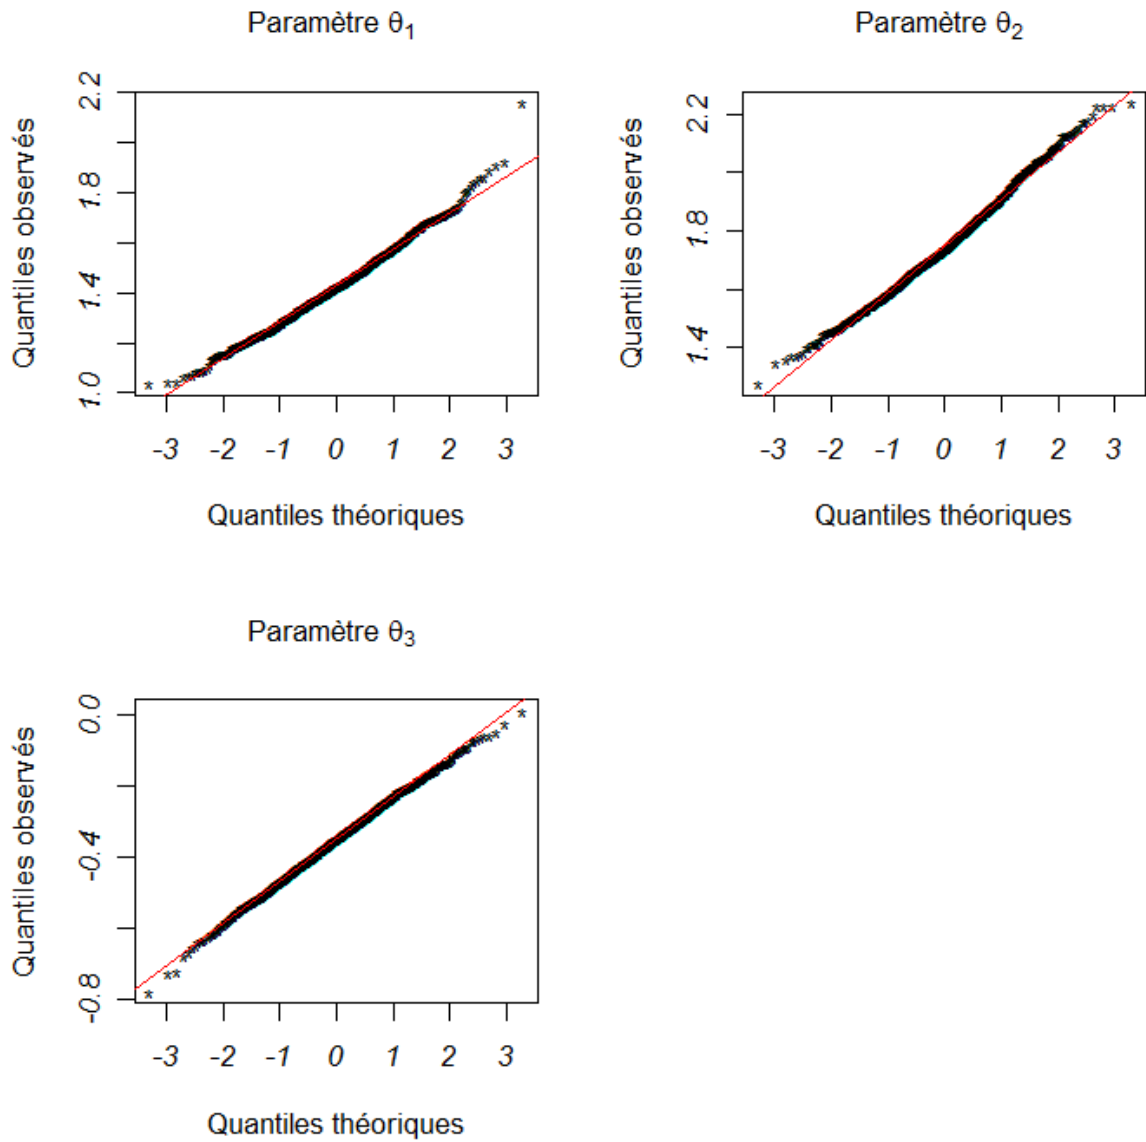 Paramètre θ1
Quantiles observés
1.0 1.4 1.8 2.2
-3 -2 -1 0 1 2 3
Quantiles théoriques
Paramètre θ2
Quantiles observés
1.4 1.8 2.2
-3 -2 -1 0 1 2 3
Quantiles théoriques
Paramètre θ3
Quantiles observés
-0.8 -0.4 0.0
-3 -2 -1 0 1 2 3
Quantiles théoriques